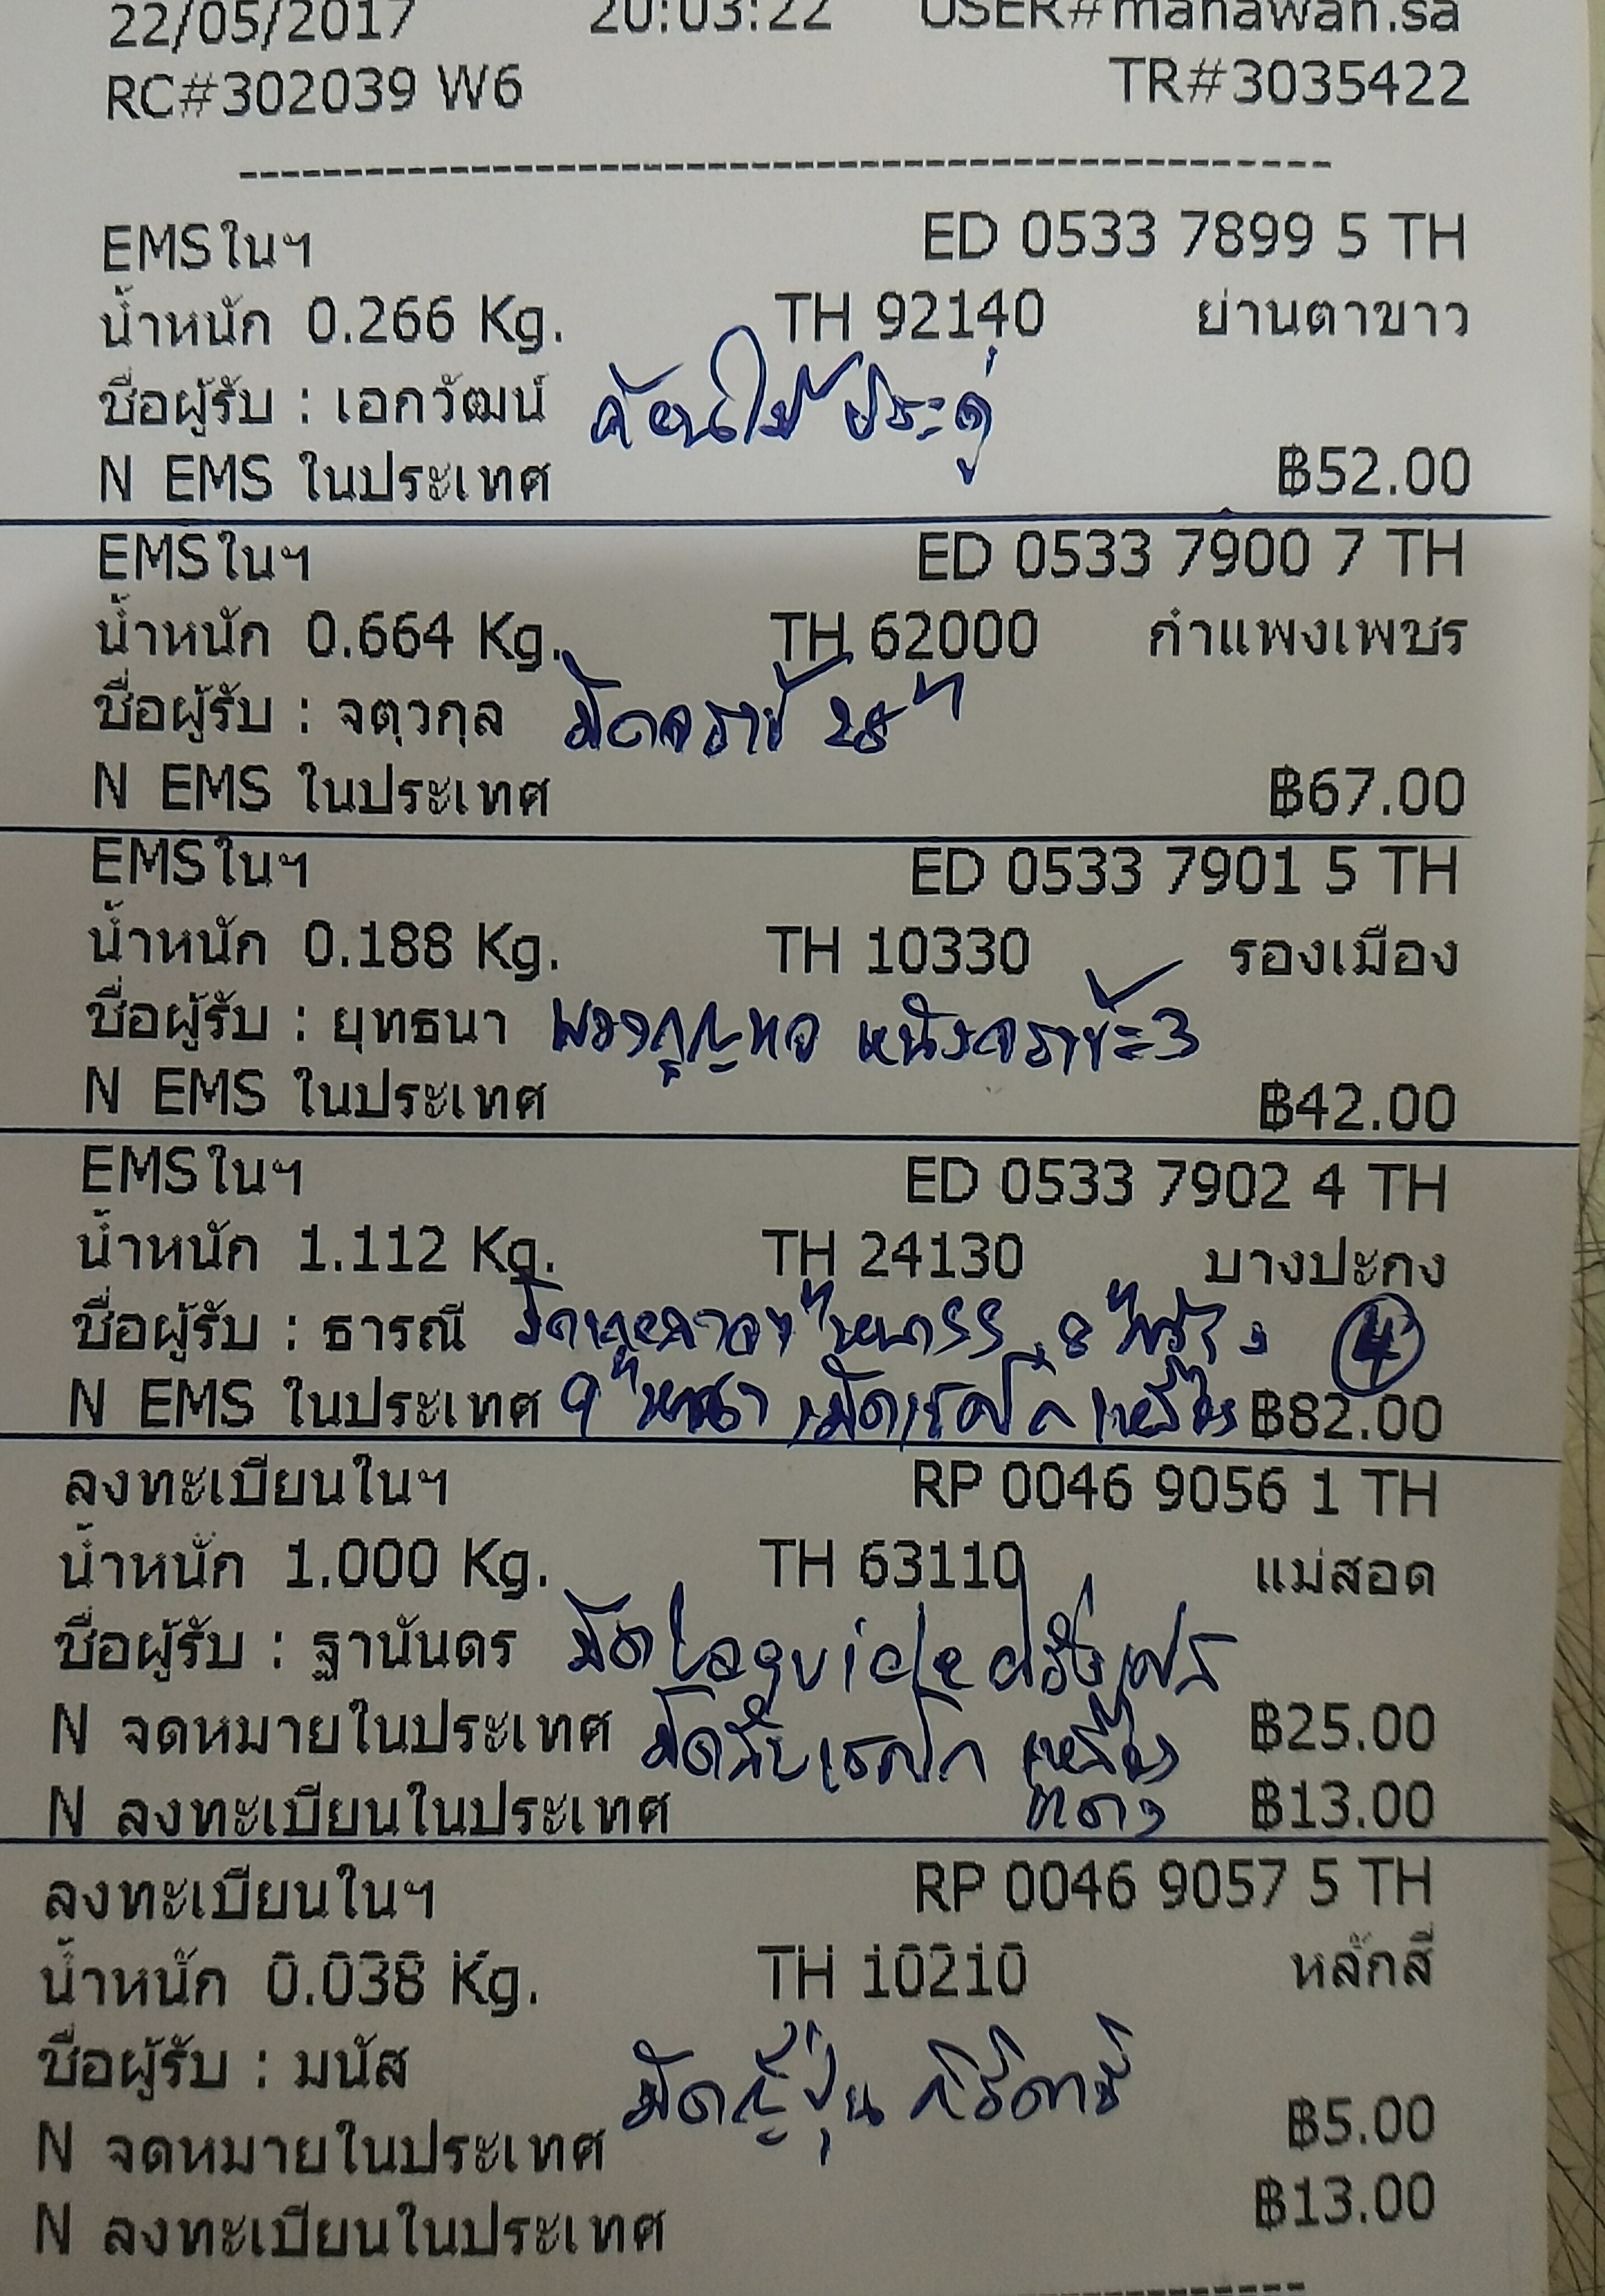 22/05/2017 20:03:22 USER#manawan.sa
RC#302039 W6 TR#3035422
EMSในฯ ED 0533 7899 5 TH
น้ำหนัก 0.266 Kg. TH 92140 ย่านตาขาว
ชื่อผู้รับ : เอกวัฒน์ ค้อนไม้ประดู่
N EMS ในประเทศ ฿52.00
EMSในฯ ED 0533 7900 7 TH
น้ำหนัก 0.664 Kg. TH 62000 กำแพงเพชร
ชื่อผู้รับ : จตุวกุล
N EMS ในประเทศ ฿67.00
EMSในฯ ED 0533 7901 5 TH
น้ำหนัก 0.188 Kg. TH 10330 รองเมือง
ชื่อผู้รับ : ยุทธนา
N EMS ในประเทศ ฿42.00
EMSในฯ ED 0533 7902 4 TH
น้ำหนัก 1.112 Kg. TH 24130 บางปะกง
ชื่อผู้รับ : ธารณี 4
N EMS ในประเทศ ฿82.00
ลงทะเบียนในฯ RP 0046 9056 1 TH
น้ำหนัก 1.000 Kg. TH 63110 แม่สอด
ชื่อผู้รับ : ฐานันดร มีด
N จดหมายในประเทศ ฿25.00
N ลงทะเบียนในประเทศ ฿13.00
ลงทะเบียนในฯ RP 0046 9057 5 TH
น้ำหนัก 0.038 Kg. TH 10210 หลักสี่
ชื่อผู้รับ : มนัส มีดญี่ปุ่น
N จดหมายในประเทศ ฿5.00
N ลงทะเบียนในประเทศ ฿13.00